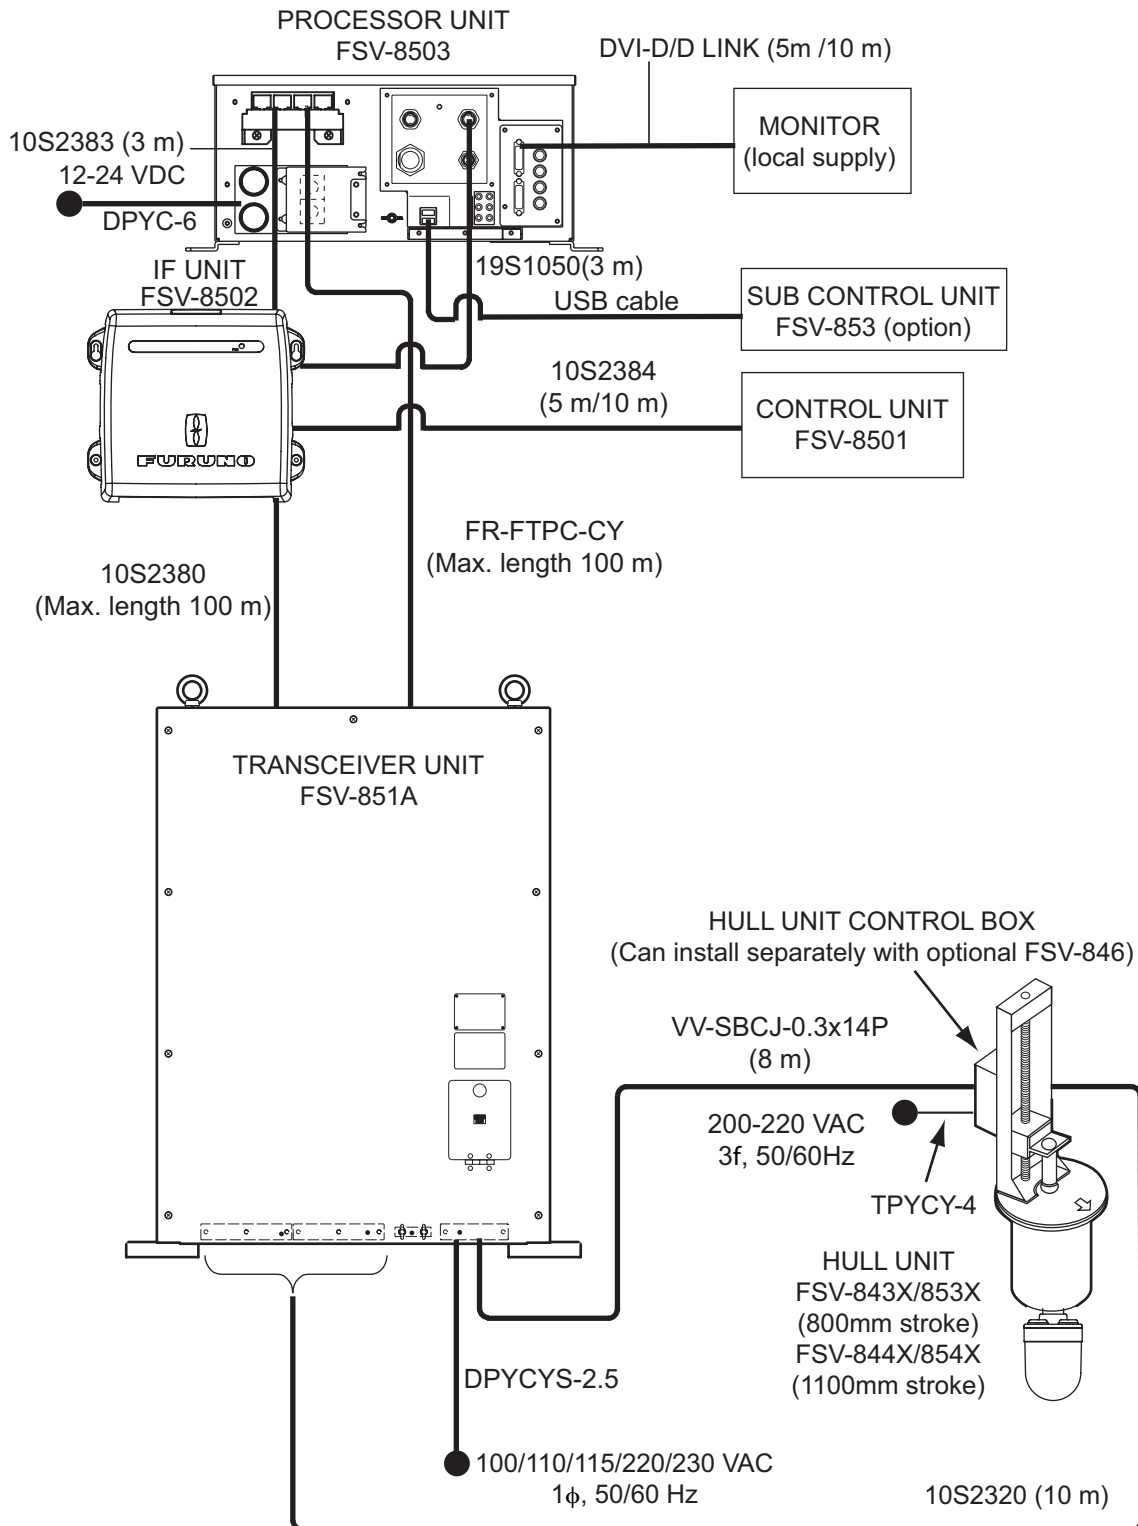 PROCESSOR UNIT
FSV-8503
DVI-D/D LINK (5m /10 m)
MONITOR
(local supply)
10S2383 (3 m)
12-24 VDC
DPYC-6
IF UNIT
FSV-8502
19S1050(3 m)
USB cable
SUB CONTROL UNIT
FSV-853 (option)
10S2384
(5 m/10 m)
CONTROL UNIT
FSV-8501
FURUNO
FR-FTPC-CY
(Max. length 100 m)
10S2380
(Max. length 100 m)
TRANSCEIVER UNIT
FSV-851A
HULL UNIT CONTROL BOX
(Can install separately with optional FSV-846)
VV-SBCJ-0.3x14P
(8 m)
200-220 VAC
3f, 50/60Hz
TPYCY-4
HULL UNIT
FSV-843X/853X
(800mm stroke)
FSV-844X/854X
(1100mm stroke)
DPYCYS-2.5
100/110/115/220/230 VAC
1ϕ, 50/60 Hz
10S2320 (10 m)